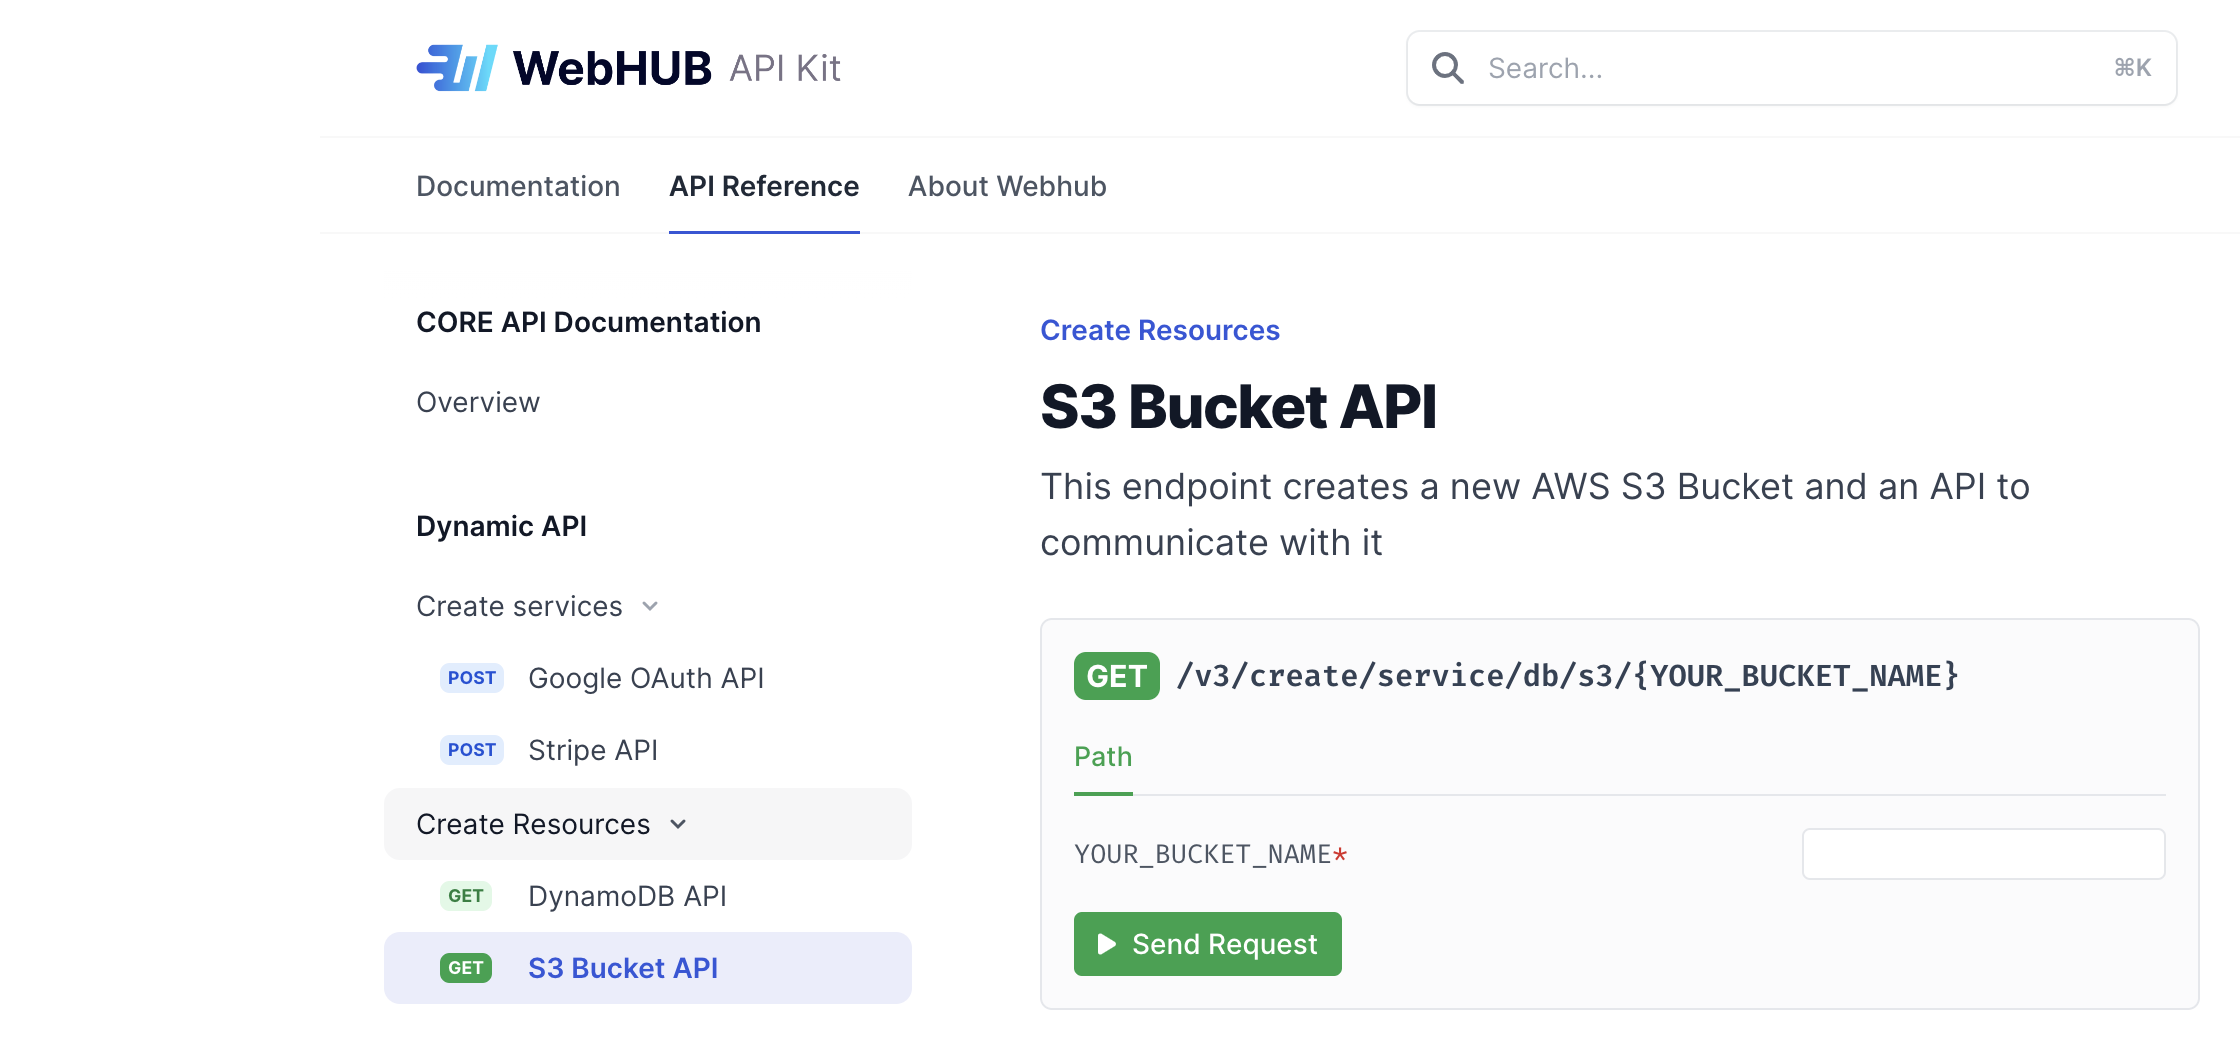 WebHUB API Kit
Search...
⌘K
Documentation
API Reference
About Webhub
CORE API Documentation
Overview
Dynamic API
Create services
POST Google OAuth API
POST Stripe API
Create Resources
GET DynamoDB API
GET S3 Bucket API
Create Resources
S3 Bucket API
This endpoint creates a new AWS S3 Bucket and an API to
communicate with it
GET /v3/create/service/db/s3/{YOUR_BUCKET_NAME}
Path
YOUR_BUCKET_NAME*
Send Request